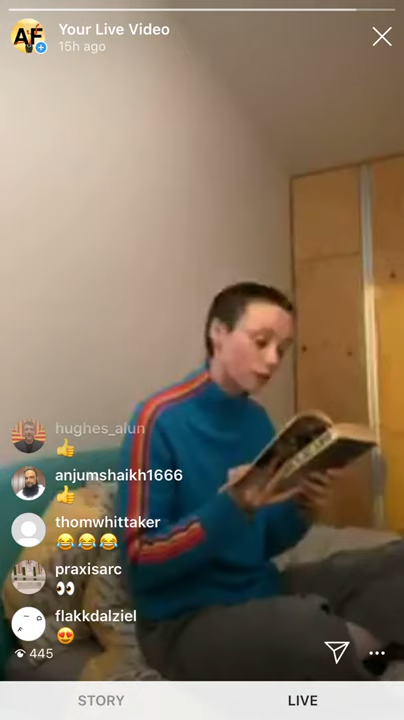 AF
Your Live Video
15h ago
hughes_alun
anjumshaikh1666
thomwhittaker
praxisarc
flakkdalziel
445
STORY
LIVE